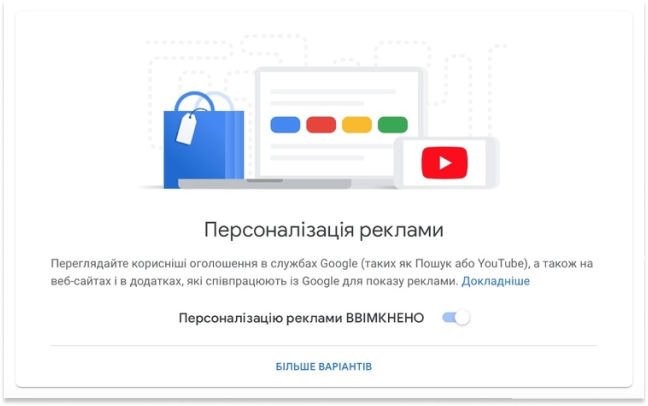 Персоналізація реклами
Переглядайте корисніші оголошення в службах Google (таких як Пошук або YouTube), а також на
веб-сайтах і в додатках, які співпрацюють із Google для показу реклами. Докладніше
Персоналізацію реклами ВВІМКНЕНО
БІЛЬШЕ ВАРІАНТІВ